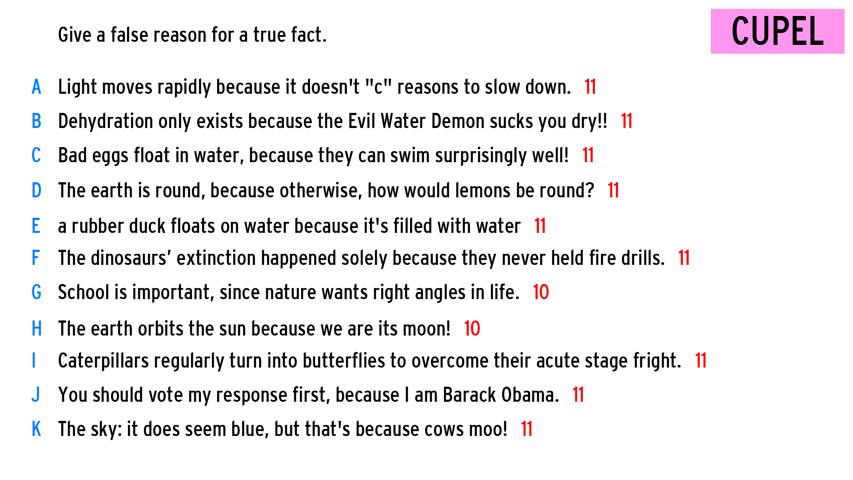 Give a false reason for a true fact.
CUPEL
A Light moves rapidly because it doesn't "c" reasons to slow down. 11
B Dehydration only exists because the Evil Water Demon sucks you dry!! 11
C Bad eggs float in water, because they can swim surprisingly well! 11
D The earth is round, because otherwise, how would lemons be round? 11
E a rubber duck floats on water because it's filled with water 11
F The dinosaurs’ extinction happened solely because they never held fire drills. 11
G School is important, since nature wants right angles in life. 10
H The earth orbits the sun because we are its moon! 10
I Caterpillars regularly turn into butterflies to overcome their acute stage fright. 11
J You should vote my response first, because I am Barack Obama. 11
K The sky: it does seem blue, but that's because cows moo! 11